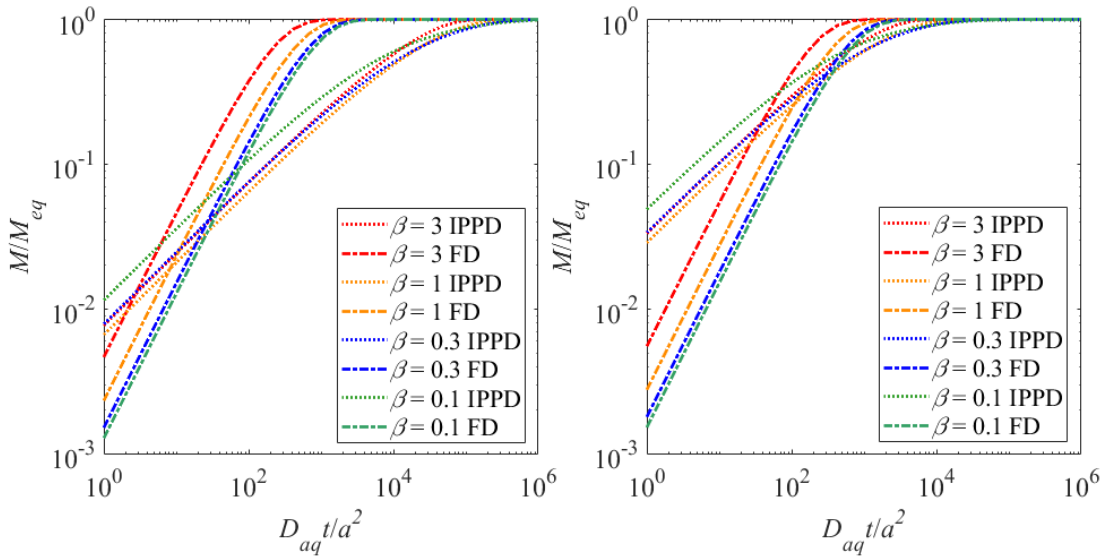 M/M_eq
10^0
10^-1
10^-2
10^-3
10^0
10^2
10^4
10^6
D_aq t/a^2
β = 3 IPPD
β = 3 FD
β = 1 IPPD
β = 1 FD
β = 0.3 IPPD
β = 0.3 FD
β = 0.1 IPPD
β = 0.1 FD
M/M_eq
10^0
10^-1
10^-2
10^-3
10^0
10^2
10^4
10^6
D_aq t/a^2
β = 3 IPPD
β = 3 FD
β = 1 IPPD
β = 1 FD
β = 0.3 IPPD
β = 0.3 FD
β = 0.1 IPPD
β = 0.1 FD